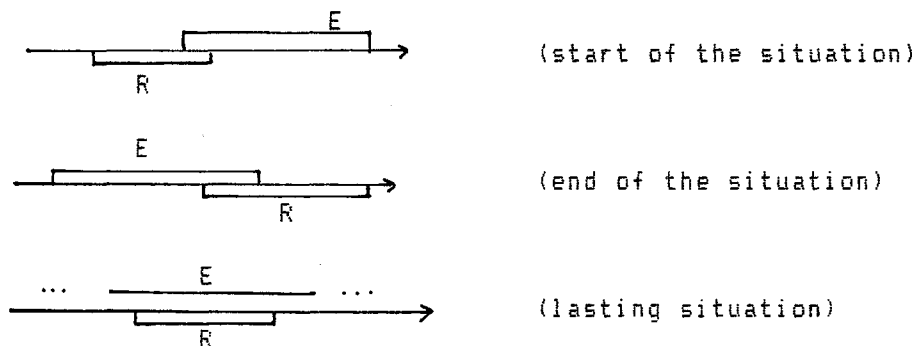 E
(start of the situation)
R
E
(end of the situation)
R
... E ...
(lasting situation)
R